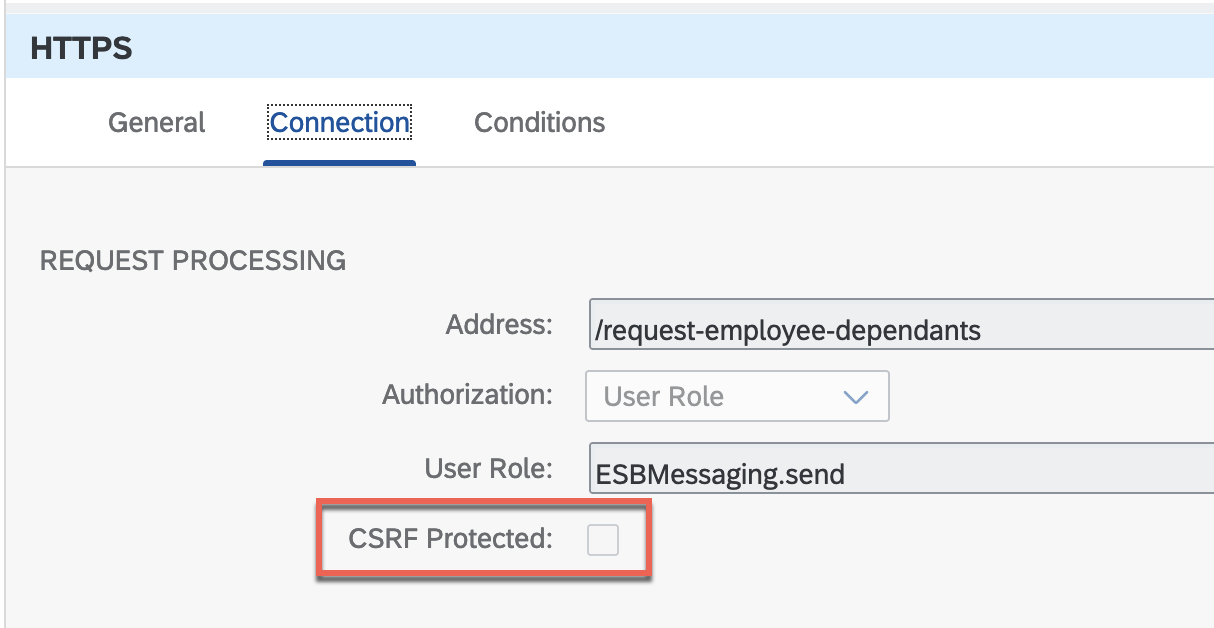 HTTPS
General Connection Conditions
REQUEST PROCESSING
Address: /request-employee-dependants
Authorization: User Role
User Role: ESBMessaging.send
CSRF Protected: